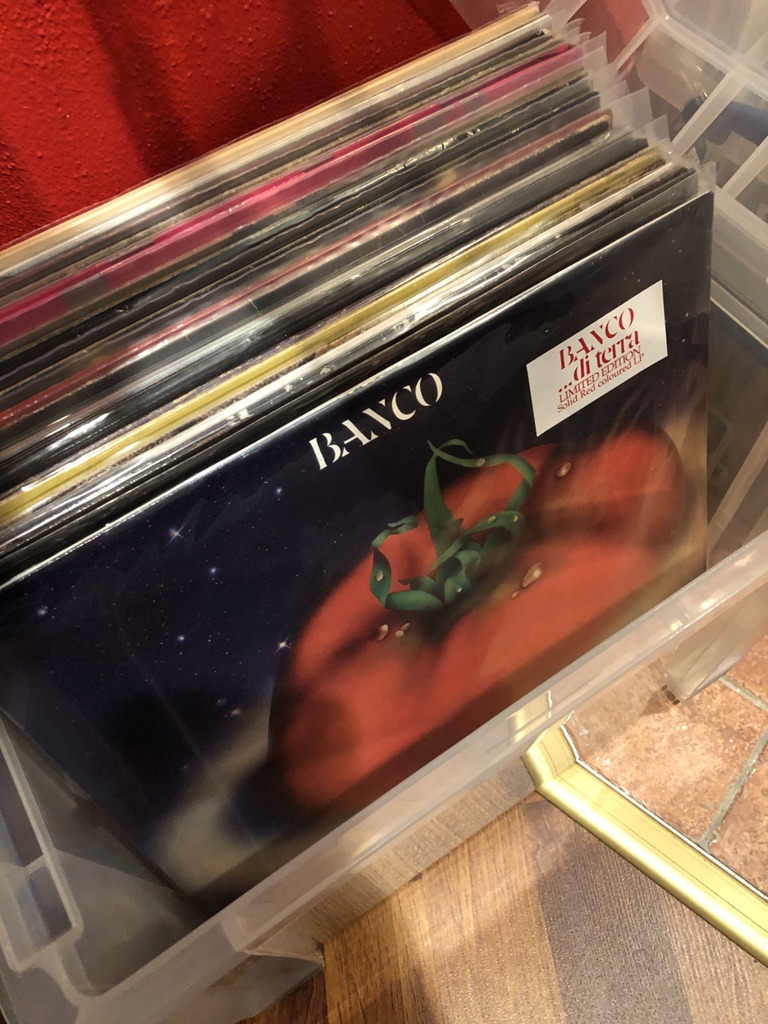 BANCO
BANCO
...di terra
LIMITED EDITION
Solid Red coloured LP